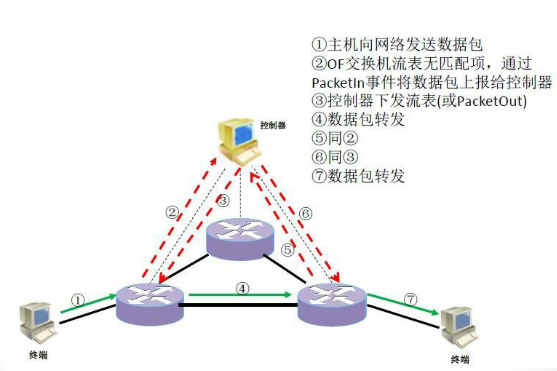 ①主机向网络发送数据包
②OF交换机流表无匹配项，通过
PacketIn事件将数据包上报给控制器
③控制器下发流表(或PacketOut)
④数据包转发
⑤同②
⑥同③
⑦数据包转发
控制器
②
③
⑥
⑤
①
④
⑦
终端
终端